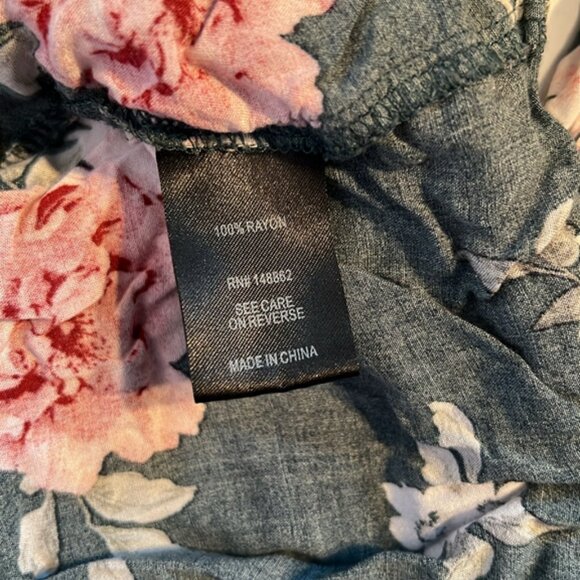 100% RAYON
RN# 148862
SEE CARE
ON REVERSE
MADE IN CHINA